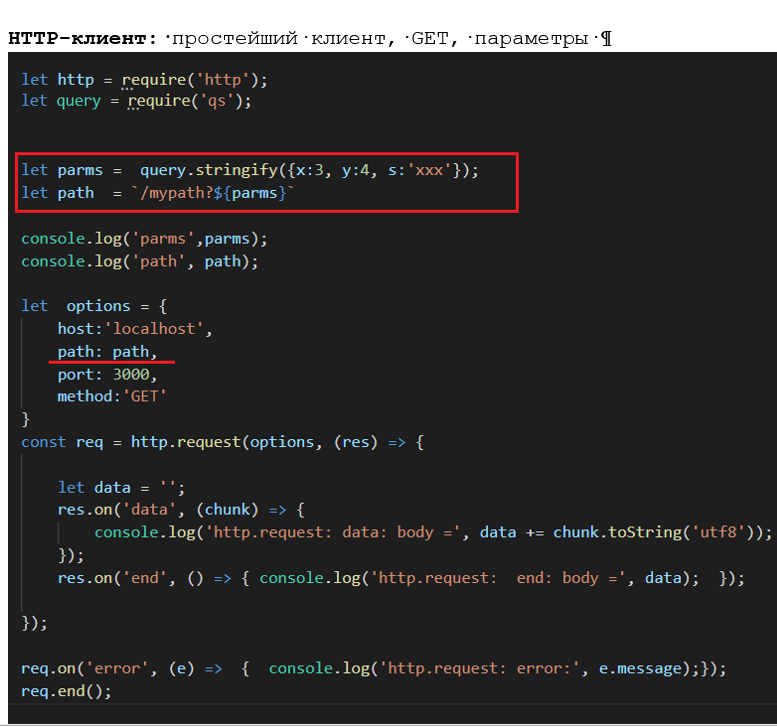 HTTP-клиент: простейший клиент, GET, параметры ¶
let http = require('http');
let query = require('qs');
let parms =  query.stringify({x:3, y:4, s:'xxx'});
let path  = `/mypath?${parms}`
console.log('parms',parms);
console.log('path', path);
let  options = {
    host:'localhost',
    path: path,
    port: 3000,
    method:'GET'
}
const req = http.request(options, (res) => {
    let data = '';
    res.on('data', (chunk) => {
        console.log('http.request: data: body =', data += chunk.toString('utf8'));
    });
    res.on('end', () => { console.log('http.request:  end: body =', data);  });
});
req.on('error', (e) =>  {  console.log('http.request: error:', e.message);});
req.end();